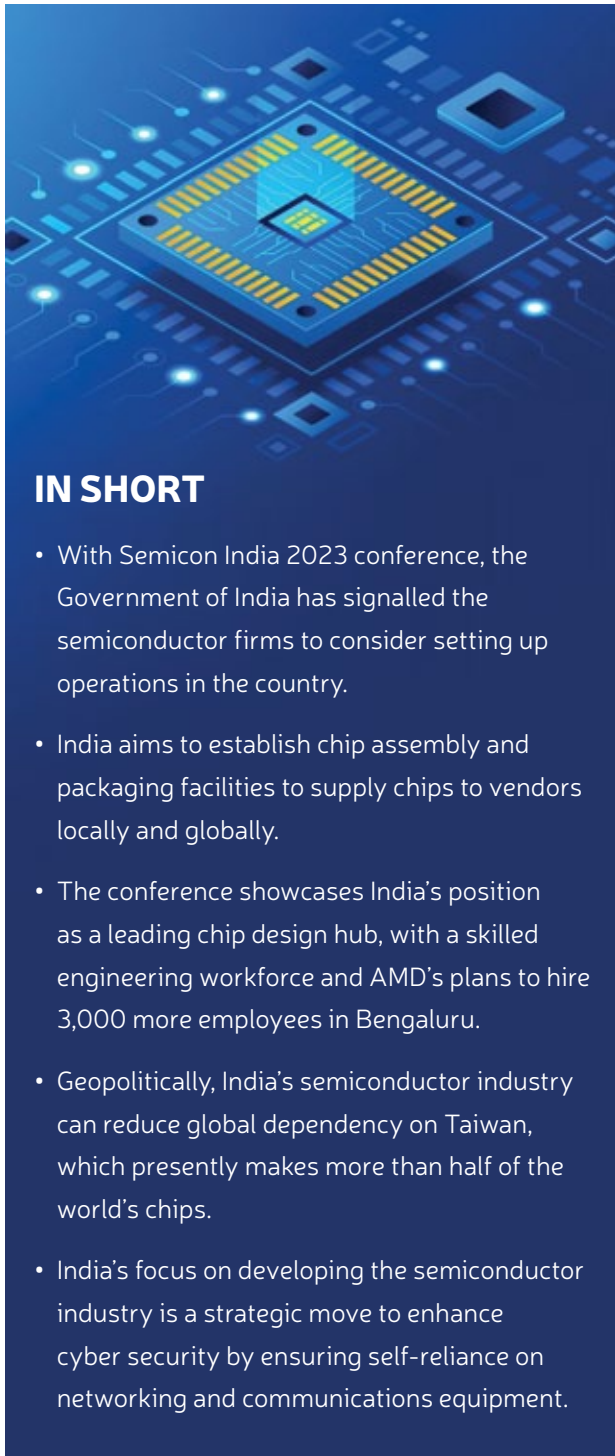 IN SHORT
• With Semicon India 2023 conference, the
Government of India has signalled the
semiconductor firms to consider setting up
operations in the country.
• India aims to establish chip assembly and
packaging facilities to supply chips to vendors
locally and globally.
• The conference showcases India’s position
as a leading chip design hub, with a skilled
engineering workforce and AMD’s plans to hire
3,000 more employees in Bengaluru.
• Geopolitically, India’s semiconductor industry
can reduce global dependency on Taiwan,
which presently makes more than half of the
world’s chips.
• India’s focus on developing the semiconductor
industry is a strategic move to enhance
cyber security by ensuring self-reliance on
networking and communications equipment.